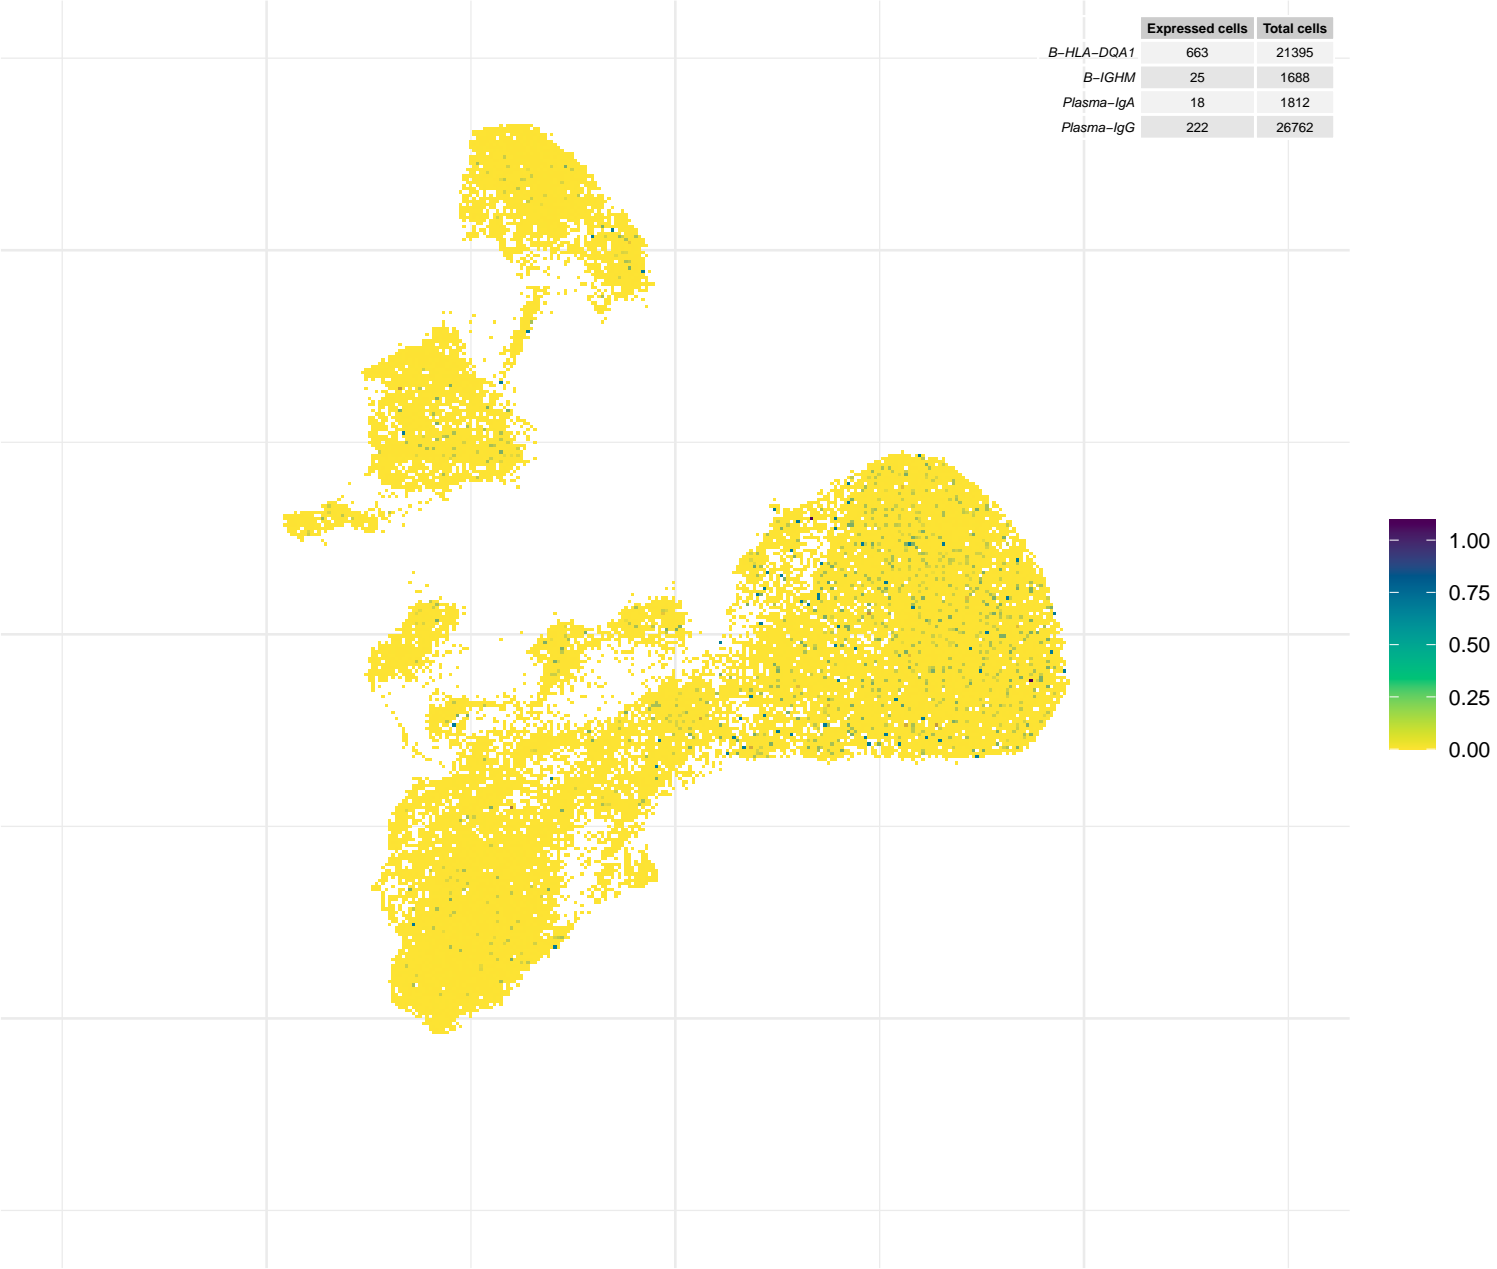 Expressed cells Total cells
B−HLA−DQA1 663 21395
B−IGHM 25 1688
Plasma−IgA 18 1812
Plasma−IgG 222 26762
1.00
0.75
0.50
0.25
0.00